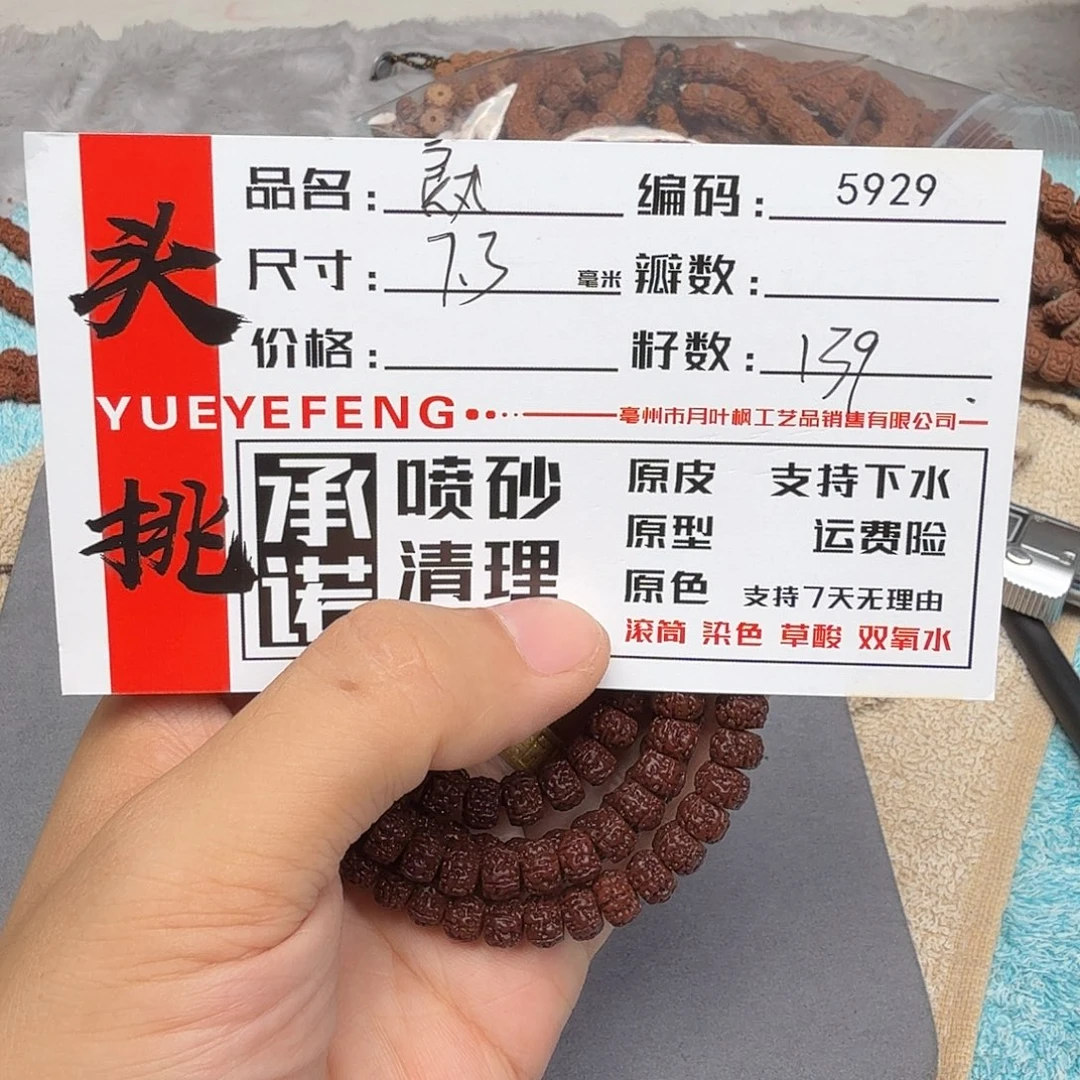 头挑
品名： 编码：5929
尺寸：7.3毫米 瓣数：
价格： 籽数：139
YUEYEFENG 亳州市月叶枫工艺品销售有限公司
承诺
喷砂 原皮 支持下水
清理 原型 运费险
原色 支持7天无理由
滚筒 染色 草酸 双氧水